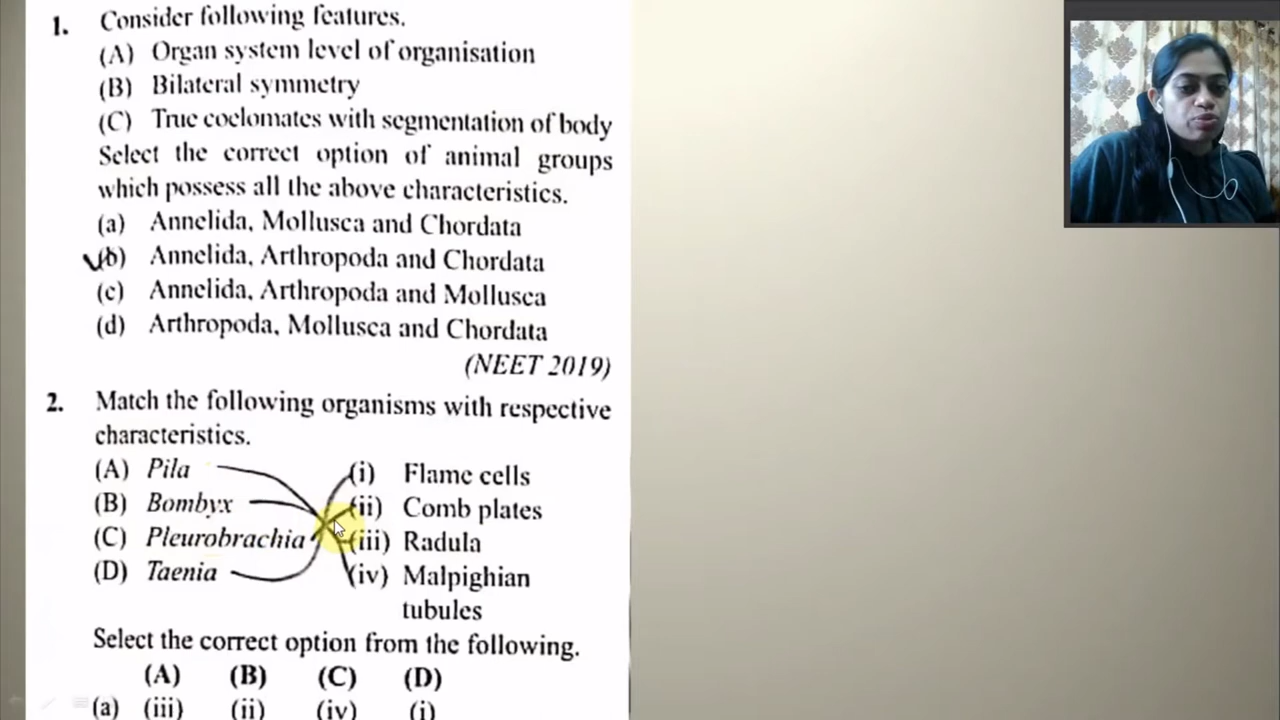 1. Consider following features.
(A) Organ system level of organisation
(B) Bilateral symmetry
(C) True coelomates with segmentation of body
Select the correct option of animal groups
which possess all the above characteristics.
(a) Annelida, Mollusca and Chordata
(b) Annelida, Arthropoda and Chordata
(c) Annelida, Arthropoda and Mollusca
(d) Arthropoda, Mollusca and Chordata
(NEET 2019)
2. Match the following organisms with respective
characteristics.
(A) Pila (i) Flame cells
(B) Bombyx (ii) Comb plates
(C) Pleurobrachia (iii) Radula
(D) Taenia (iv) Malpighian
tubules
Select the correct option from the following.
(A) (B) (C) (D)
(a) (iii) (ii) (iv) (i)